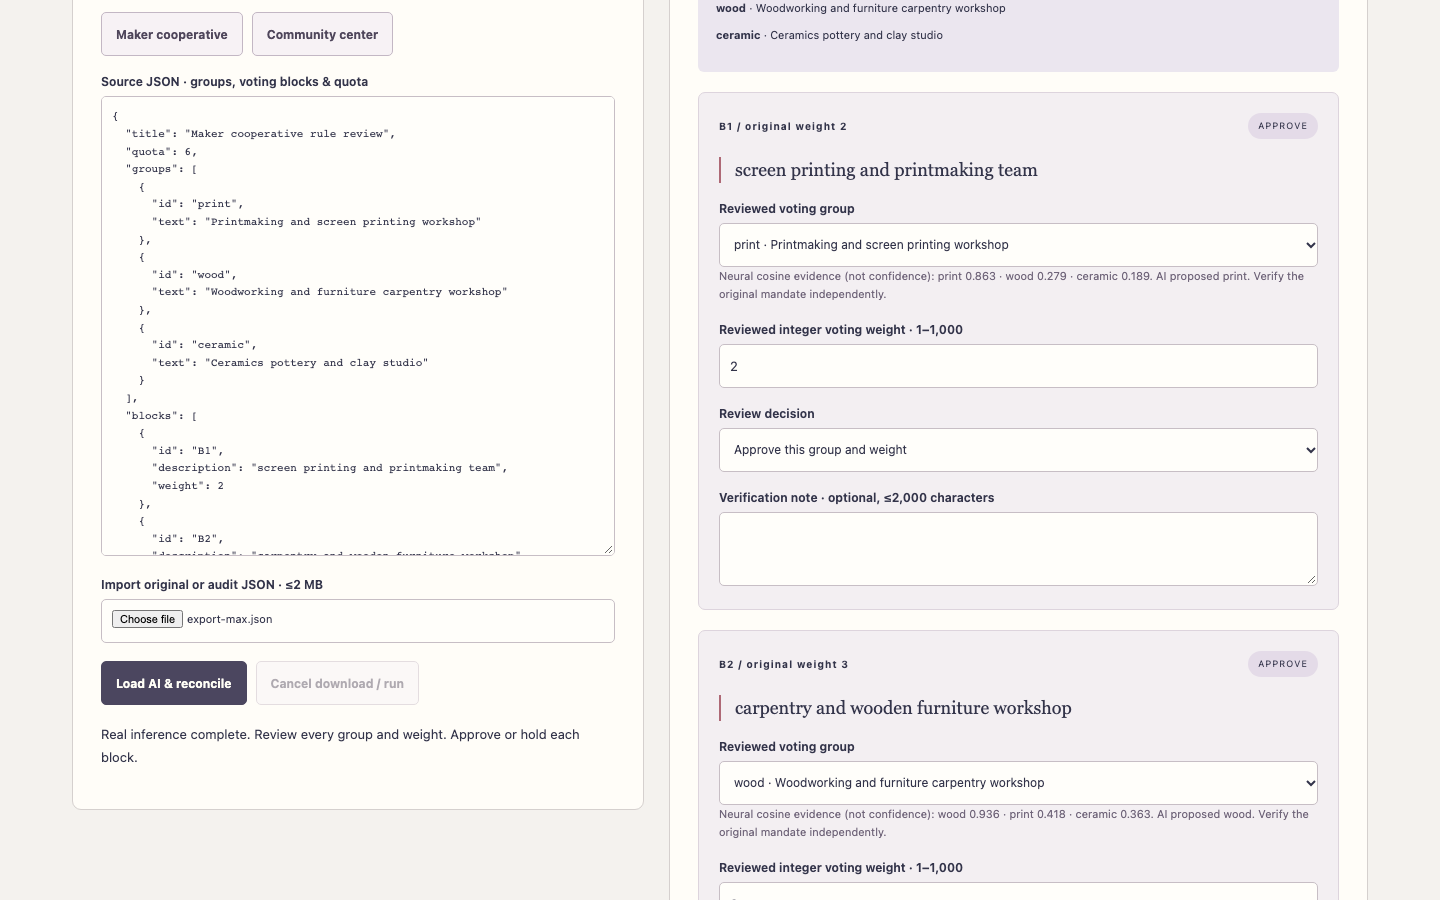 Maker cooperative
Community center
Source JSON · groups, voting blocks & quota
{
"title": "Maker cooperative rule review",
"quota": 6,
"groups": [
{
"id": "print",
"text": "Printmaking and screen printing workshop"
},
{
"id": "wood",
"text": "Woodworking and furniture carpentry workshop"
},
{
"id": "ceramic",
"text": "Ceramics pottery and clay studio"
}
],
"blocks": [
{
"id": "B1",
"description": "screen printing and printmaking team",
"weight": 2
},
{
"id": "B2",
"description": "carpentry and wooden furniture workshop"
Import original or audit JSON · ≤2 MB
Choose file export-max.json
Load AI & reconcile
Cancel download / run
Real inference complete. Review every group and weight. Approve or hold each
block.
wood · Woodworking and furniture carpentry workshop
ceramic · Ceramics pottery and clay studio
B1 / original weight 2
APPROVE
screen printing and printmaking team
Reviewed voting group
print · Printmaking and screen printing workshop
Neural cosine evidence (not confidence): print 0.863 · wood 0.279 · ceramic 0.189. AI proposed print. Verify the
original mandate independently.
Reviewed integer voting weight · 1–1,000
2
Review decision
Approve this group and weight
Verification note · optional, ≤2,000 characters
B2 / original weight 3
APPROVE
carpentry and wooden furniture workshop
Reviewed voting group
wood · Woodworking and furniture carpentry workshop
Neural cosine evidence (not confidence): wood 0.936 · print 0.418 · ceramic 0.363. AI proposed wood. Verify the
original mandate independently.
Reviewed integer voting weight · 1–1,000